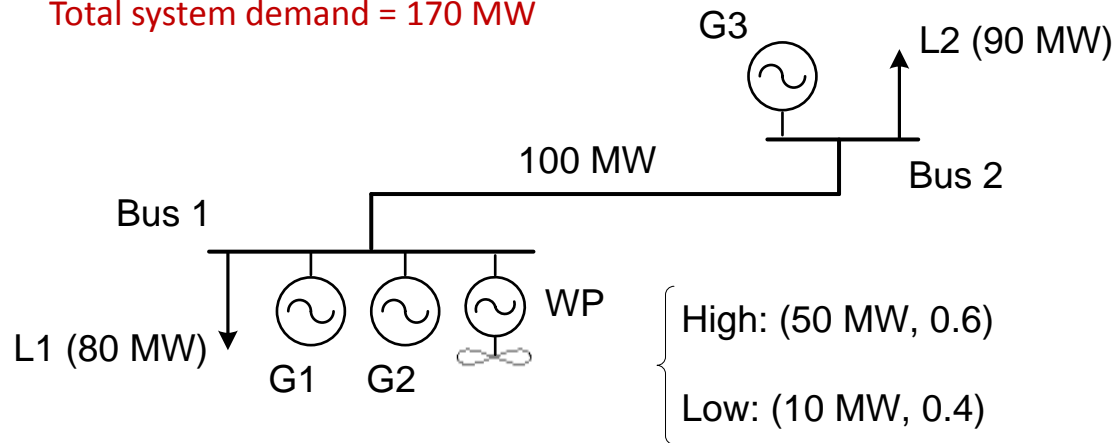 Total system demand = 170 MW
G3
L2 (90 MW)
100 MW
Bus 2
Bus 1
WP
High: (50 MW, 0.6)
L1 (80 MW)
G1
G2
Low: (10 MW, 0.4)